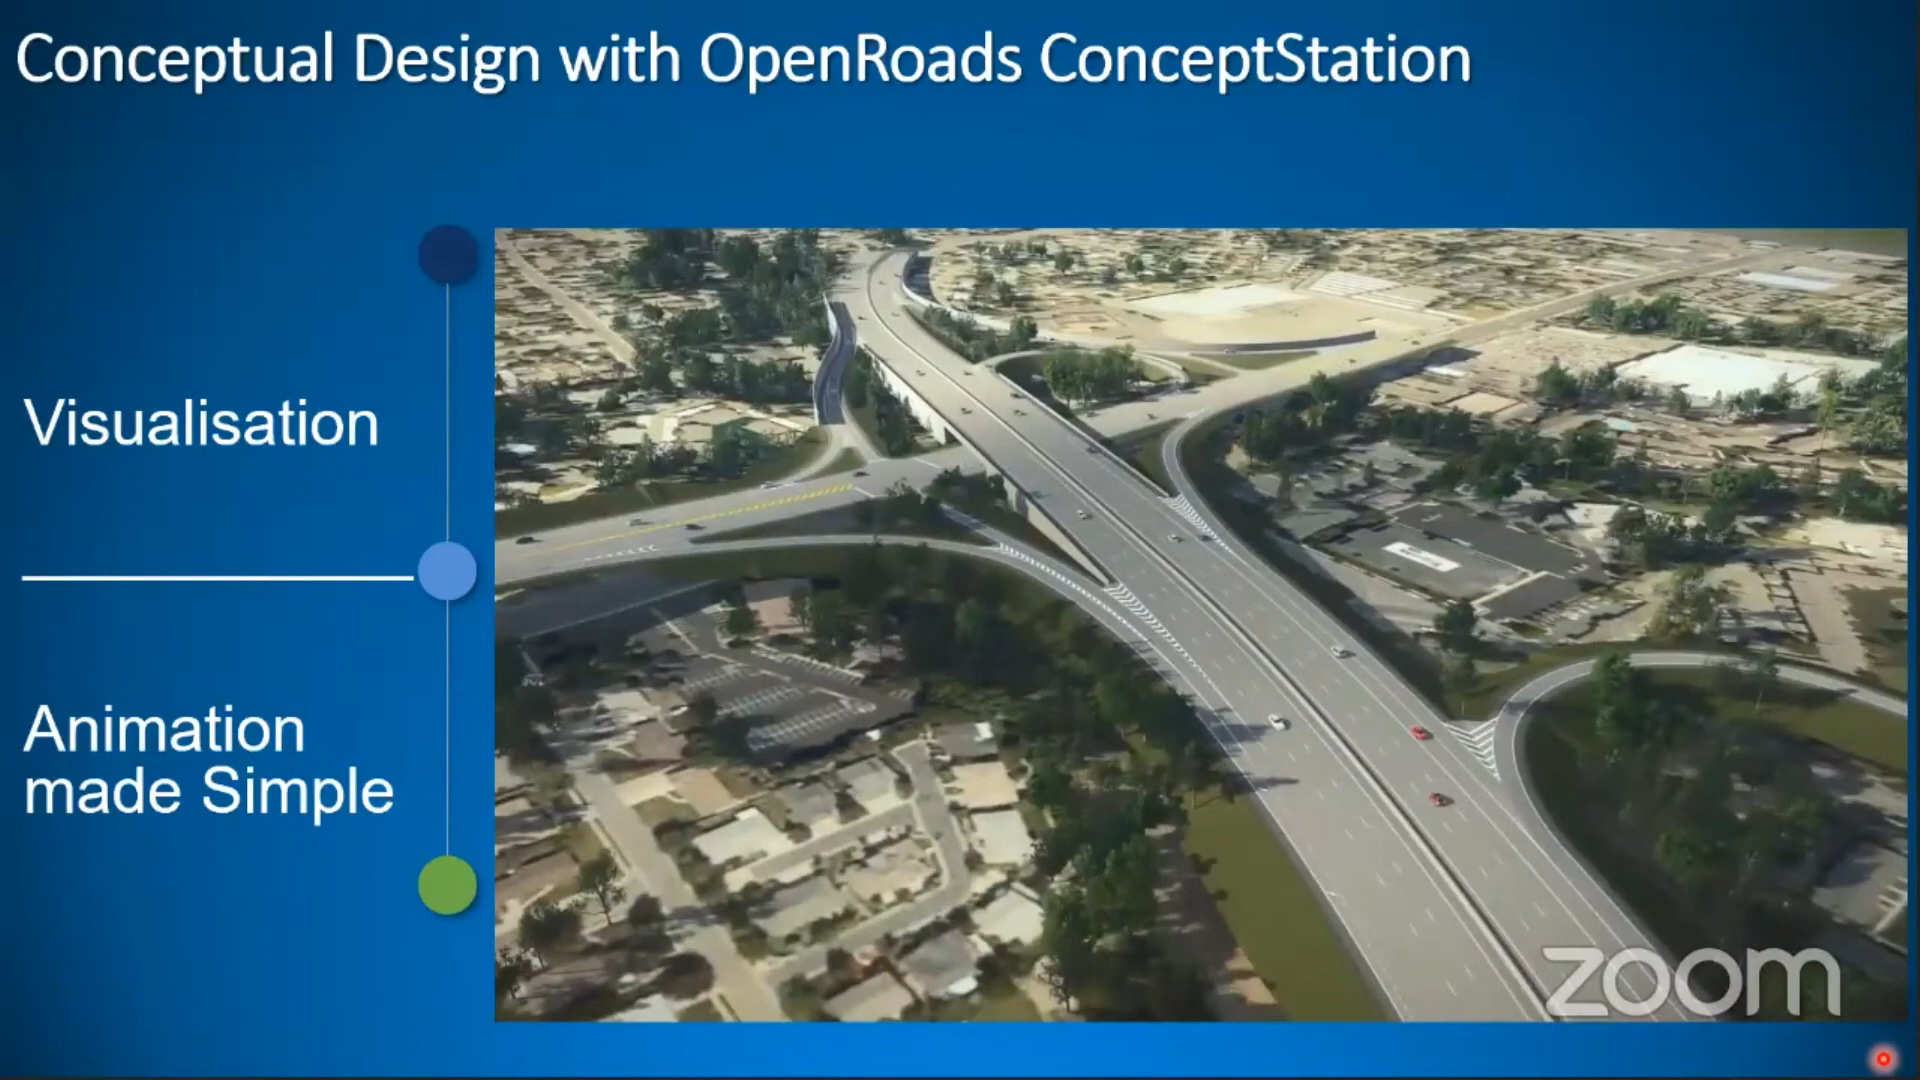 Conceptual Design with OpenRoads ConceptStation
Visualisation
Animation
made Simple
zoom